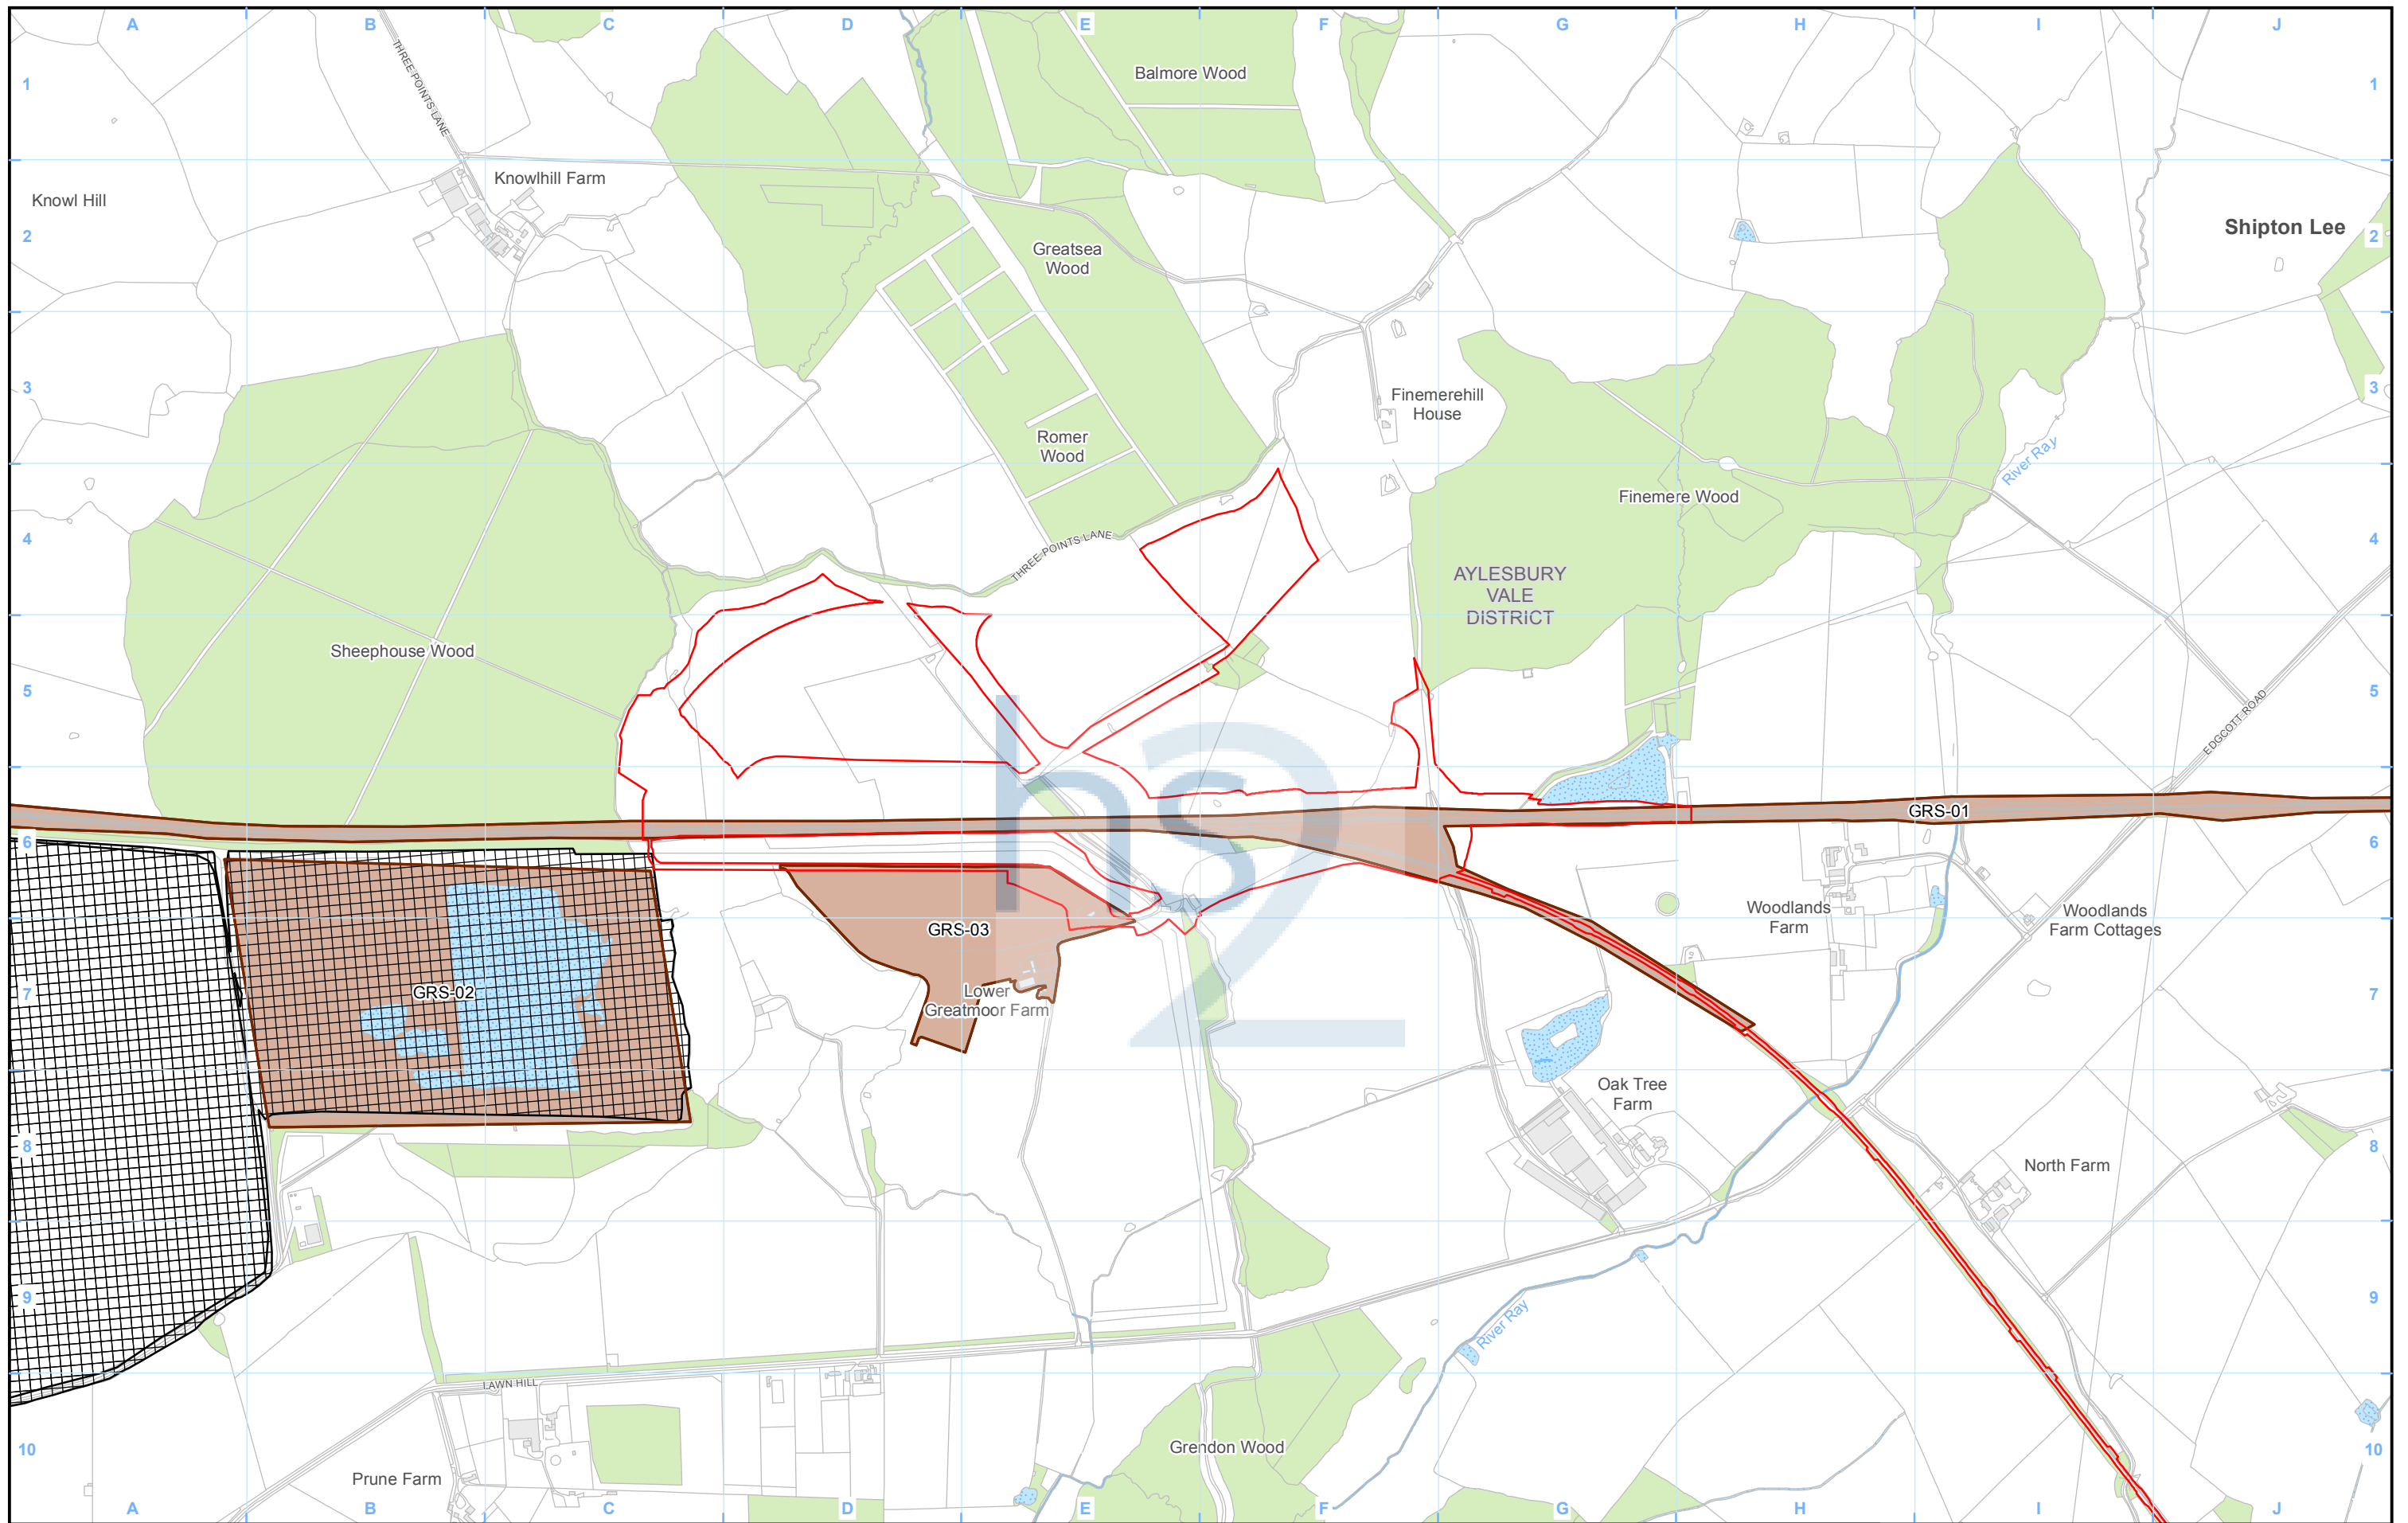 A B C D E F G H I J
1 1
Balmore Wood
THREE POINTS LANE
Knowlhill Farm
Knowl Hill
2 2
Shipton Lee
Greatsea
Wood
3 3
Finemerehill
House
Romer
Wood
River Ray
Finemere Wood
4 4
THREE POINTS LANE
AYLESBURY
VALE
DISTRICT
Sheephouse Wood
5 5
EDGCOTT ROAD
hs2
GRS-01
6 6
Woodlands
Farm
Woodlands
Farm Cottages
GRS-03
7 7
GRS-02
Lower
Greatmoor Farm
Oak Tree
Farm
8 8
North Farm
9 9
River Ray
LAWN HILL
10 10
Grendon Wood
Prune Farm
A B C D E F G H I J